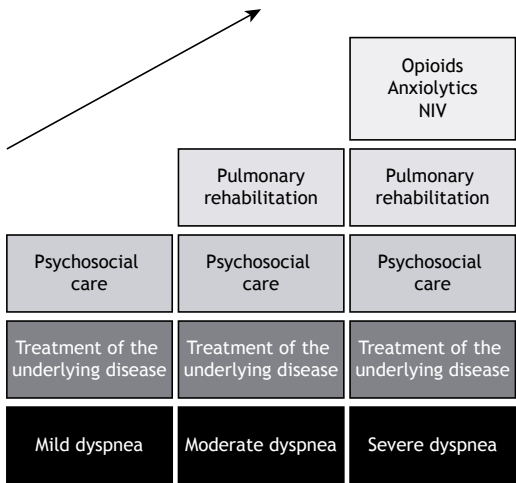 Opioids
Anxiolytics
NIV
Pulmonary
rehabilitation
Pulmonary
rehabilitation
Psychosocial
care
Psychosocial
care
Psychosocial
care
Treatment of the
underlying disease
Treatment of the
underlying disease
Treatment of the
underlying disease
Mild dyspnea
Moderate dyspnea
Severe dyspnea